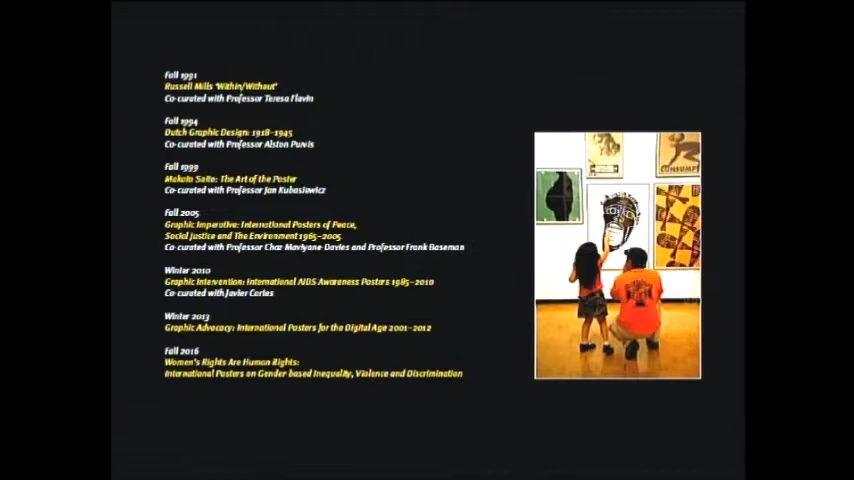 Fall 1991
Russell Mills 'Within/Without'
Co-curated with Professor Teresa Flavin
Fall 1994
Dutch Graphic Design: 1918–1945
Co-curated with Professor Alston Purvis
Fall 1999
Makoto Saito: The Art of the Poster
Co-curated with Professor Jan Kubasiewicz
Fall 2005
Graphic Imperative: International Posters of Peace,
Social Justice and The Environment 1965–2005
Co-curated with Professor Chaz Maviyane-Davies and Professor Frank Baseman
Winter 2010
Graphic Intervention: International AIDS Awareness Posters 1985–2010
Co-curated with Javier Cortes
Winter 2013
Graphic Advocacy: International Posters for the Digital Age 2001–2012
Fall 2016
Women's Rights Are Human Rights:
International Posters on Gender-based Inequality, Violence and Discrimination